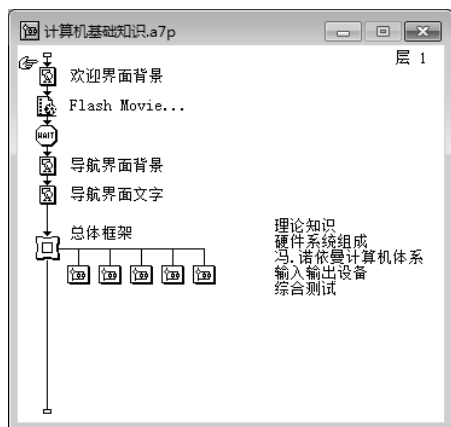 计算机基础知识.a7p
层 1
欢迎界面背景
Flash Movie...
WAIT
导航界面背景
导航界面文字
总体框架
理论知识
硬件系统组成
冯.诺依曼计算机体系
输入输出设备
综合测试